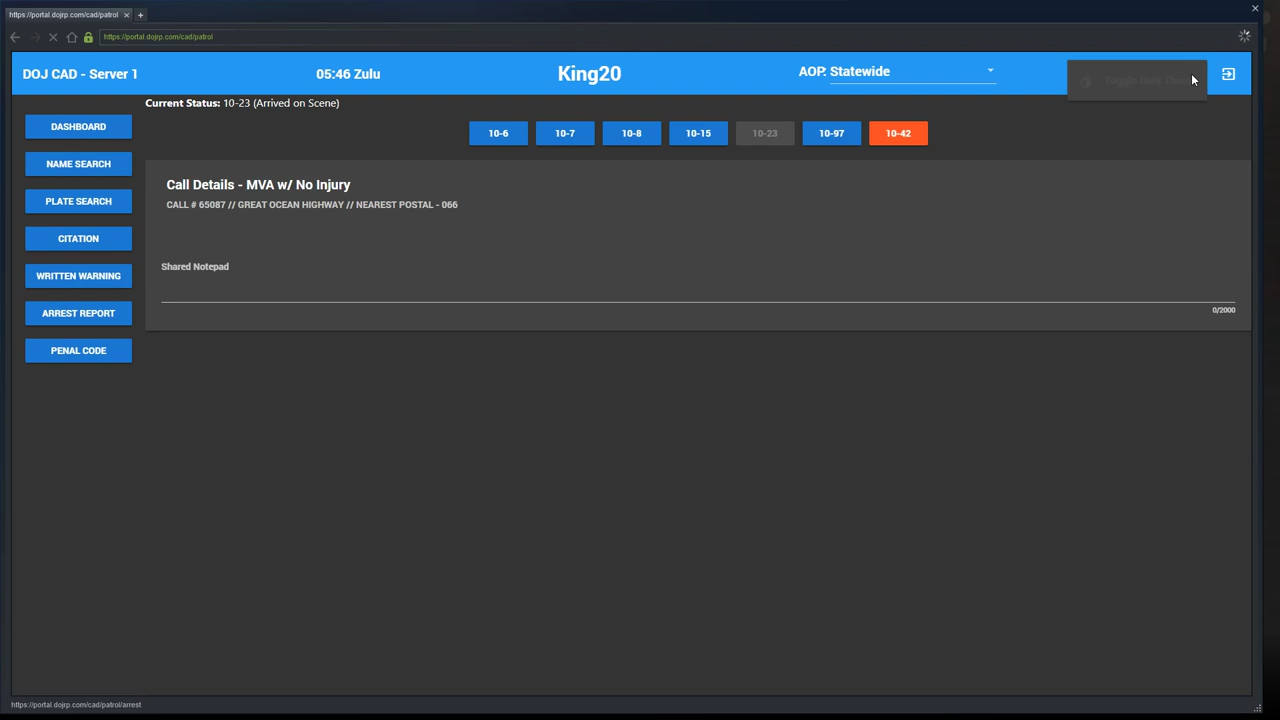 https://portal.dojrp.com/cad/patrol
https://portal.dojrp.com/cad/patrol
DOJ CAD - Server 1
05:46 Zulu
King20
AOP: Statewide
Toggle Dark Theme
Current Status: 10-23 (Arrived on Scene)
10-6
10-7
10-8
10-15
10-23
10-97
10-42
DASHBOARD
NAME SEARCH
PLATE SEARCH
CITATION
WRITTEN WARNING
ARREST REPORT
PENAL CODE
Call Details - MVA w/ No Injury
CALL # 65087 // GREAT OCEAN HIGHWAY // NEAREST POSTAL - 066
Shared Notepad
0/2000
https://portal.dojrp.com/cad/patrol/arrest